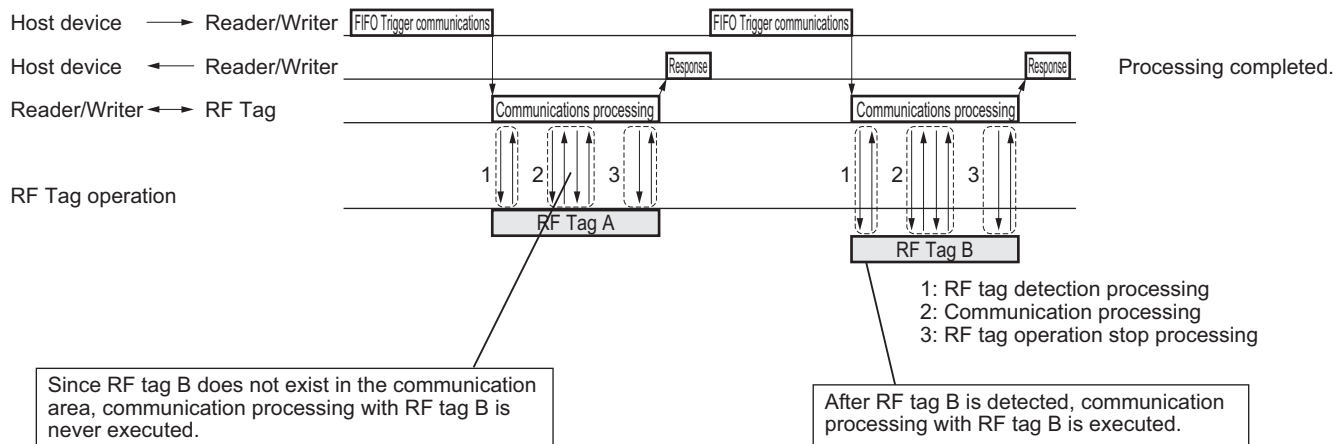 Host device → Reader/Writer
FIFO Trigger communications
FIFO Trigger communications
Host device ← Reader/Writer
Response
Response
Processing completed.
Reader/Writer ↔ RF Tag
Communications processing
Communications processing
1 2 3
1 2 3
RF Tag operation
RF Tag A
RF Tag B
1: RF tag detection processing
2: Communication processing
3: RF tag operation stop processing
Since RF tag B does not exist in the communication
area, communication processing with RF tag B is
never executed.
After RF tag B is detected, communication
processing with RF tag B is executed.